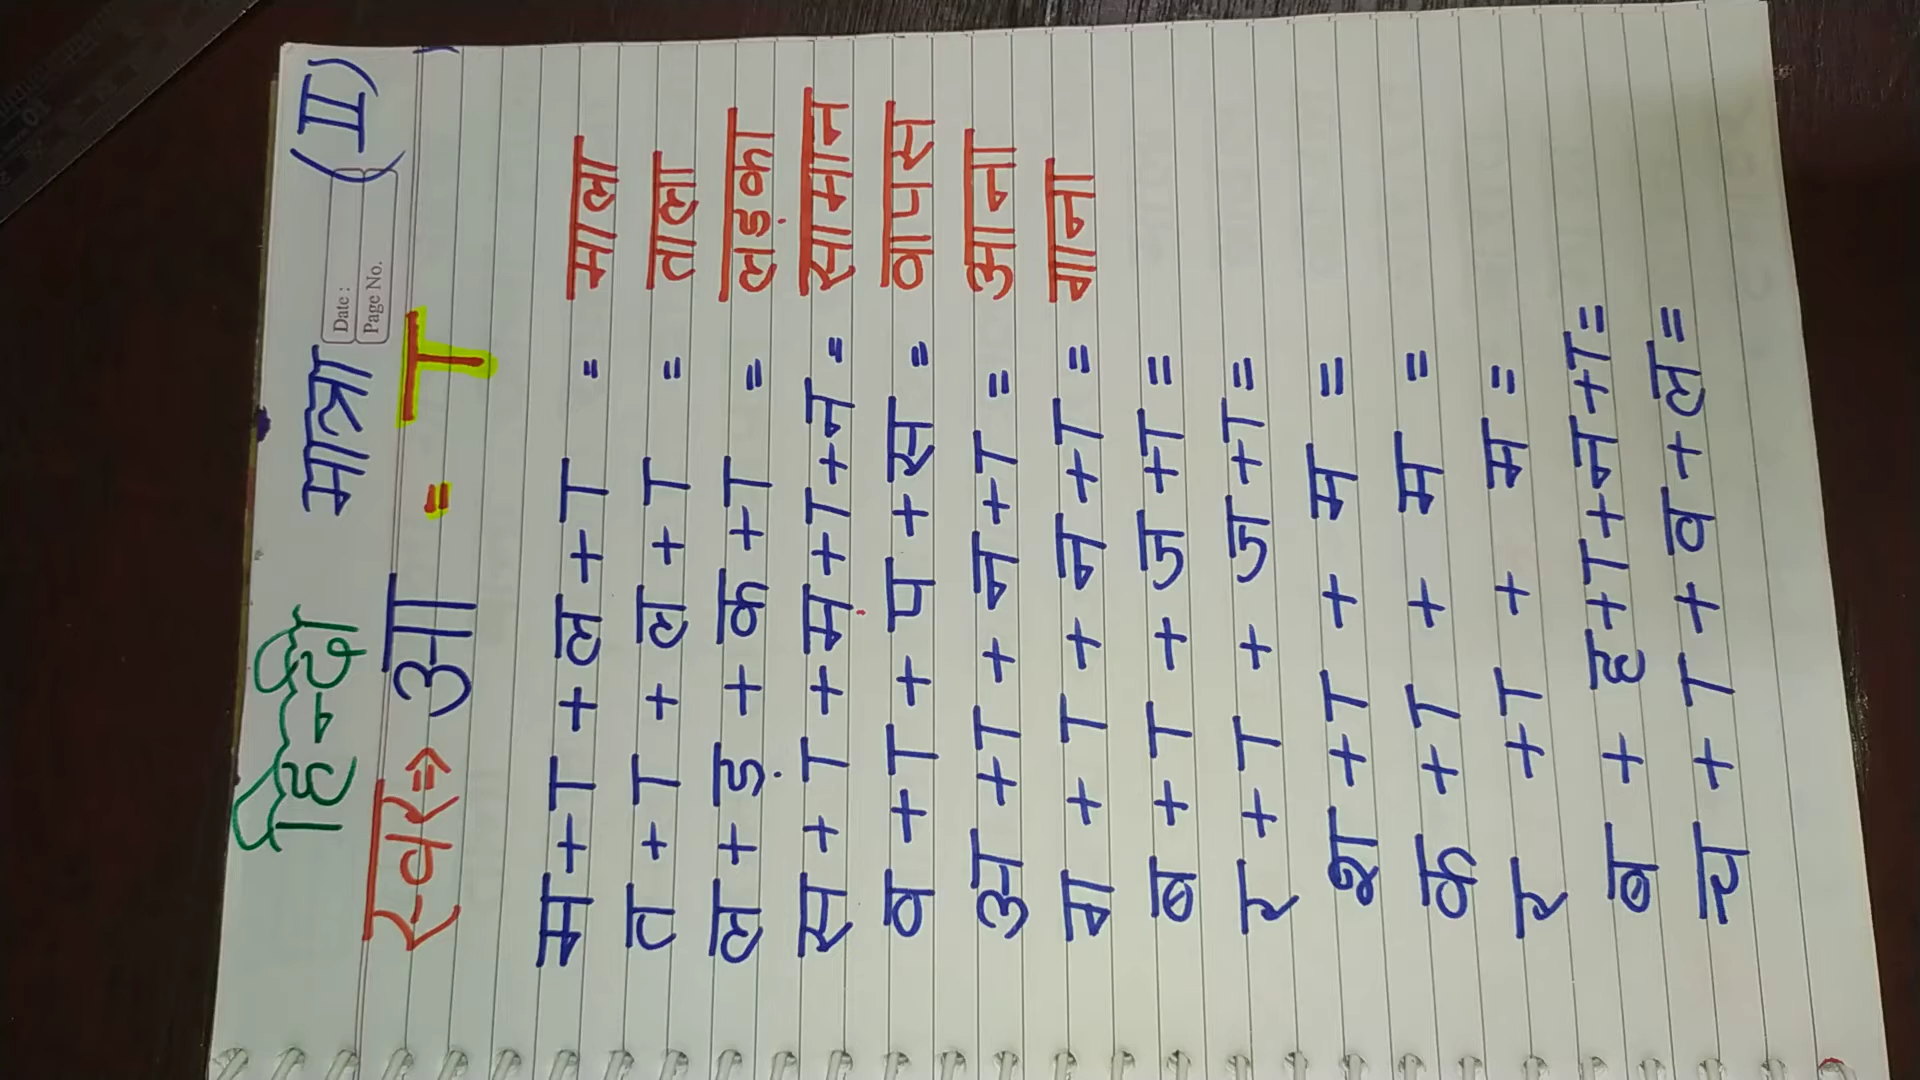 हिन्दी मात्रा (II)
Date :
Page No.
स्वर ⇒ आ = ा
म + ा + ल + ा = माला
त + ा + ल + ा = ताला
ल + ड़ + क + ा = लड़का
स + ा + म + ा + न = सामान
व + ा + प + स = वापस
अ + ा + न + ा = आना
ग + ा + न + ा = गाना
ब + ा + ज + ा =
र + ा + ज + ा =
श + ा + म =
क + ा + म =
र + ा + म =
ब + ह + ा + न + ा =
च + ा + व + ल =